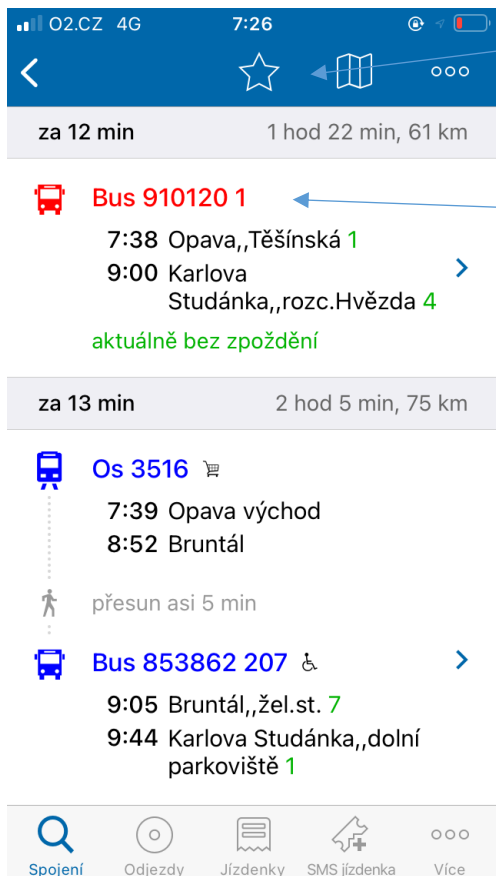 O2.CZ 4G 7:26
za 12 min 1 hod 22 min, 61 km
Bus 910120 1
7:38 Opava,,Těšínská 1
9:00 Karlova
Studánka,,rozc.Hvězda 4
aktuálně bez zpoždění
za 13 min 2 hod 5 min, 75 km
Os 3516
7:39 Opava východ
8:52 Bruntál
přesun asi 5 min
Bus 853862 207
9:05 Bruntál,,žel.st. 7
9:44 Karlova Studánka,,dolní
parkoviště 1
Spojení Odjezdy Jízdenky SMS jízdenka Více